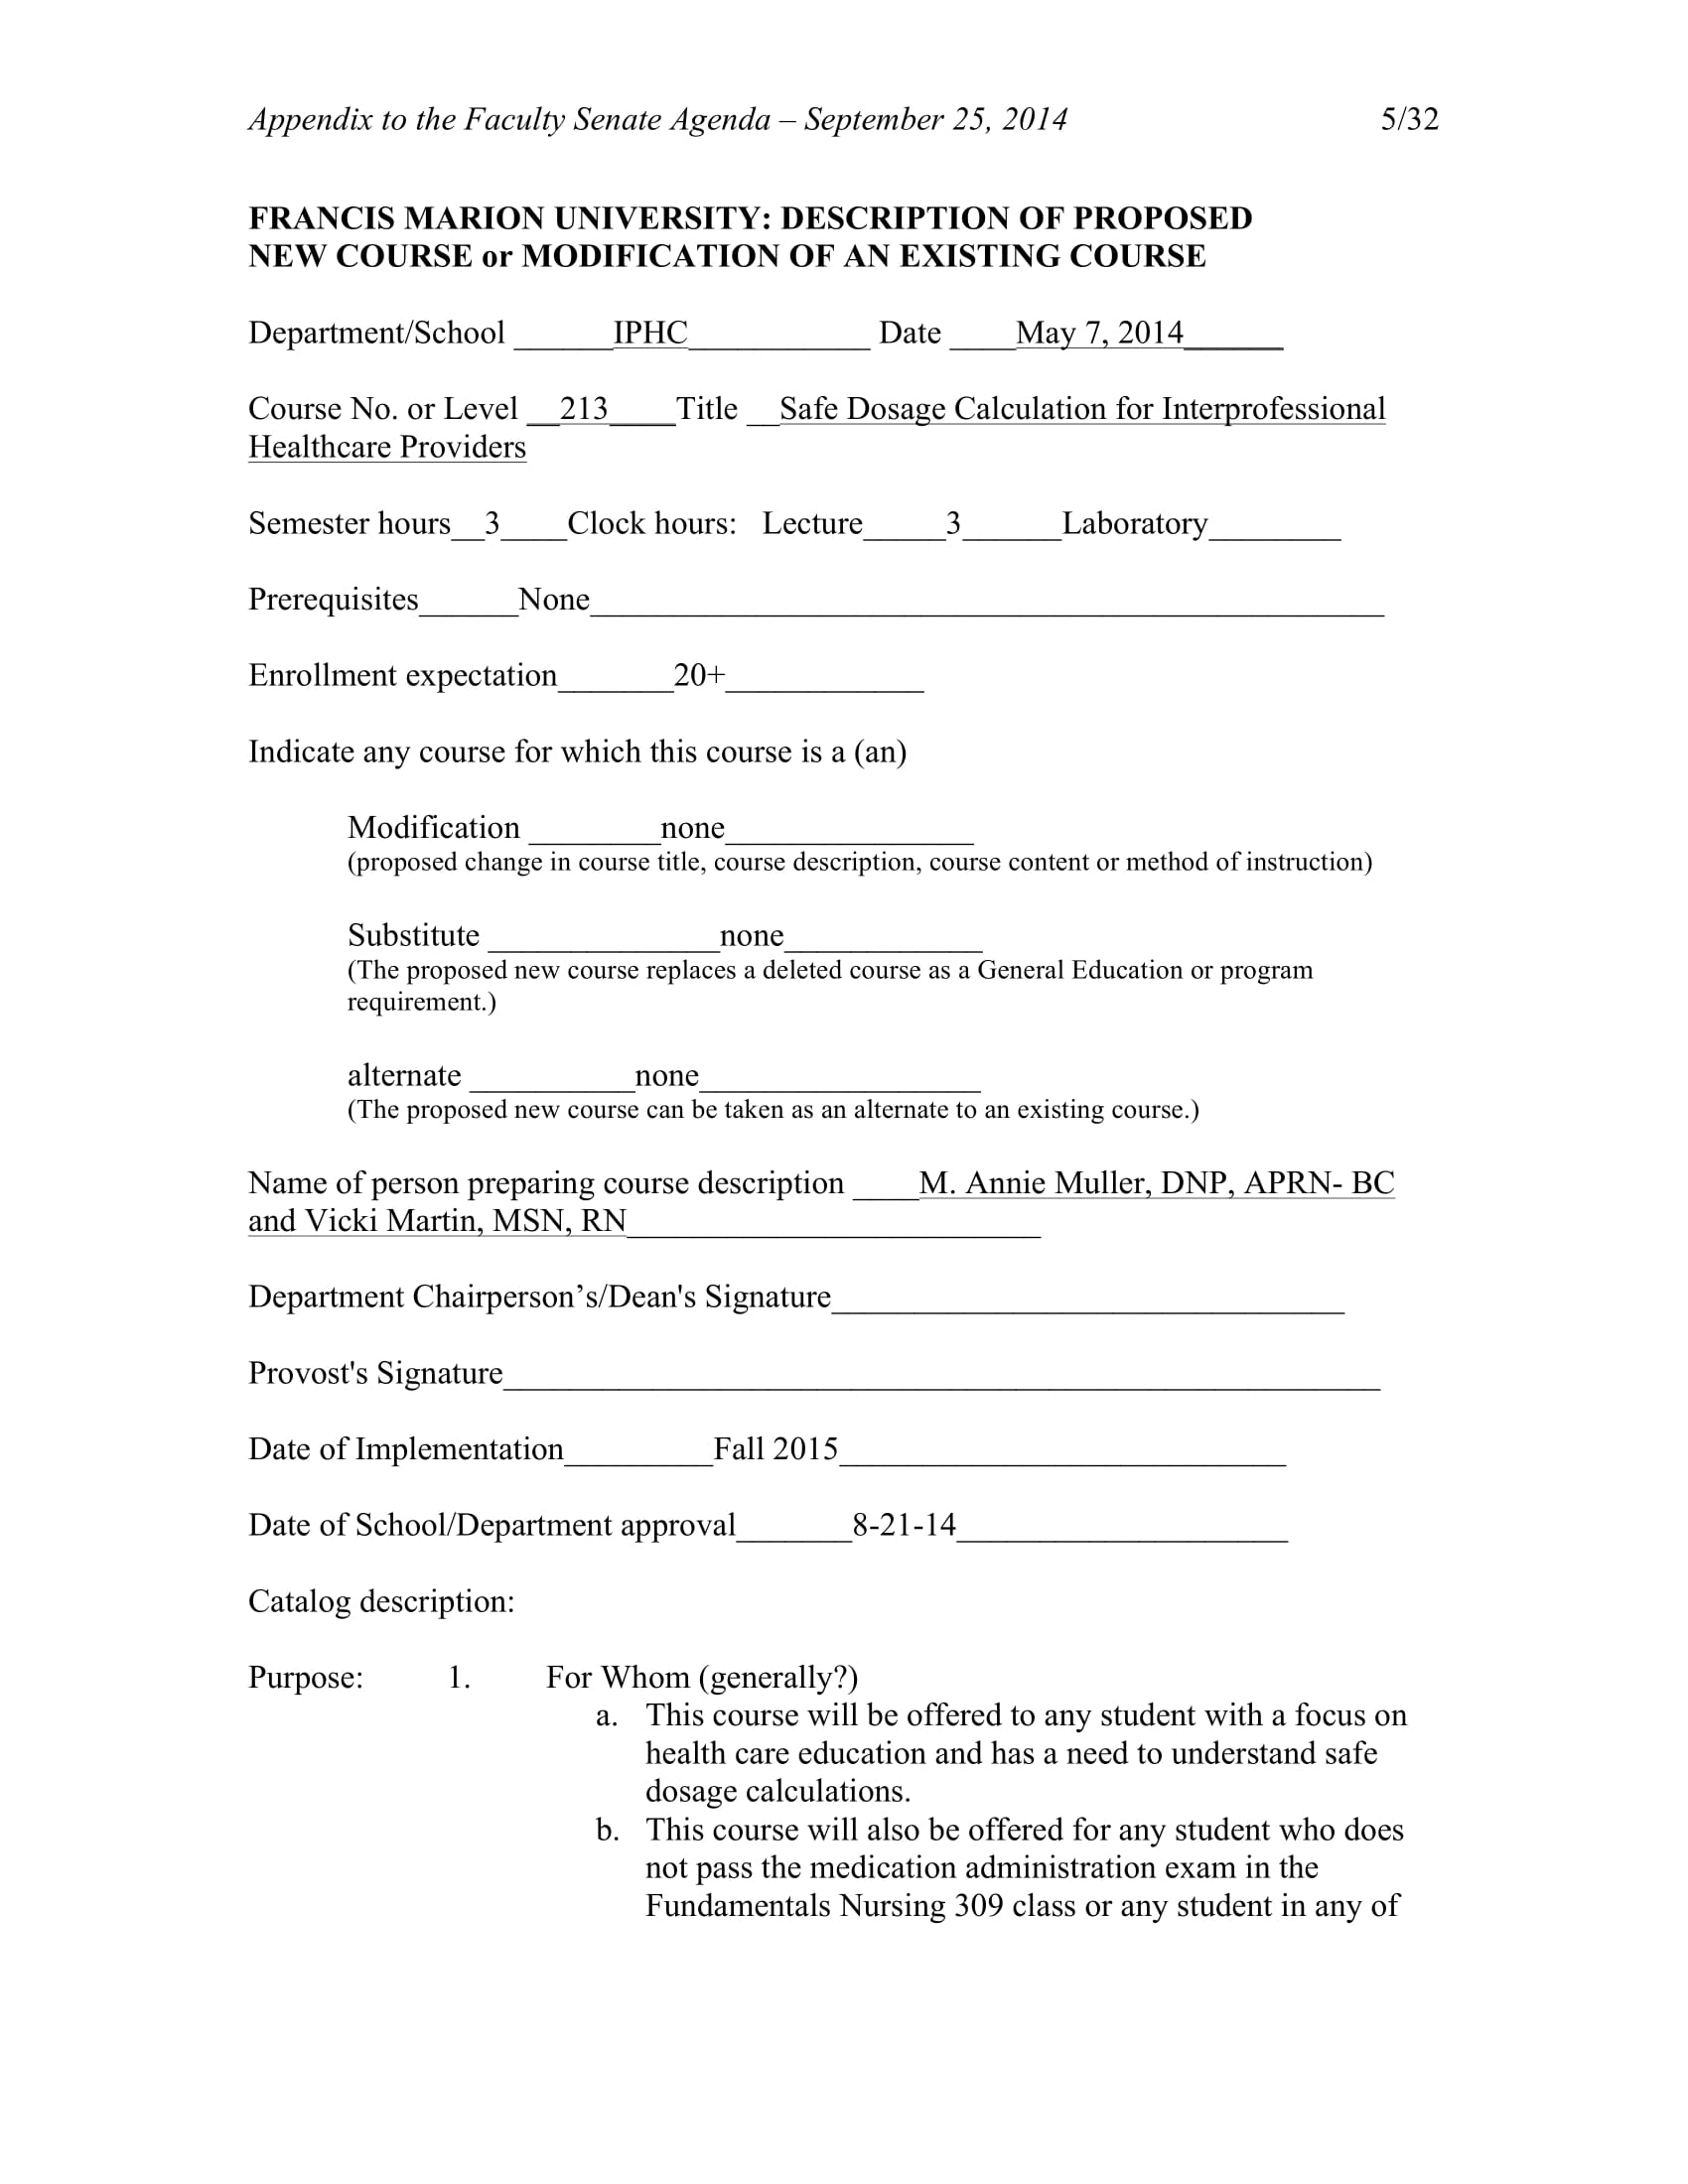 Appendix to the Faculty Senate Agenda – September 25, 2014 5/32
FRANCIS MARION UNIVERSITY: DESCRIPTION OF PROPOSED
NEW COURSE or MODIFICATION OF AN EXISTING COURSE
Department/School ______IPHC___________ Date ____May 7, 2014______
Course No. or Level __213____Title __Safe Dosage Calculation for Interprofessional
Healthcare Providers
Semester hours__3____Clock hours: Lecture_____3______Laboratory________
Prerequisites______None________________________________________________
Enrollment expectation_______20+____________
Indicate any course for which this course is a (an)
Modification ________none_______________
(proposed change in course title, course description, course content or method of instruction)
Substitute ______________none____________
(The proposed new course replaces a deleted course as a General Education or program
requirement.)
alternate __________none_________________
(The proposed new course can be taken as an alternate to an existing course.)
Name of person preparing course description ____M. Annie Muller, DNP, APRN- BC
and Vicki Martin, MSN, RN_________________________
Department Chairperson’s/Dean's Signature_______________________________
Provost's Signature_____________________________________________________
Date of Implementation_________Fall 2015___________________________
Date of School/Department approval_______8-21-14____________________
Catalog description:
Purpose: 1. For Whom (generally?)
a. This course will be offered to any student with a focus on
health care education and has a need to understand safe
dosage calculations.
b. This course will also be offered for any student who does
not pass the medication administration exam in the
Fundamentals Nursing 309 class or any student in any of